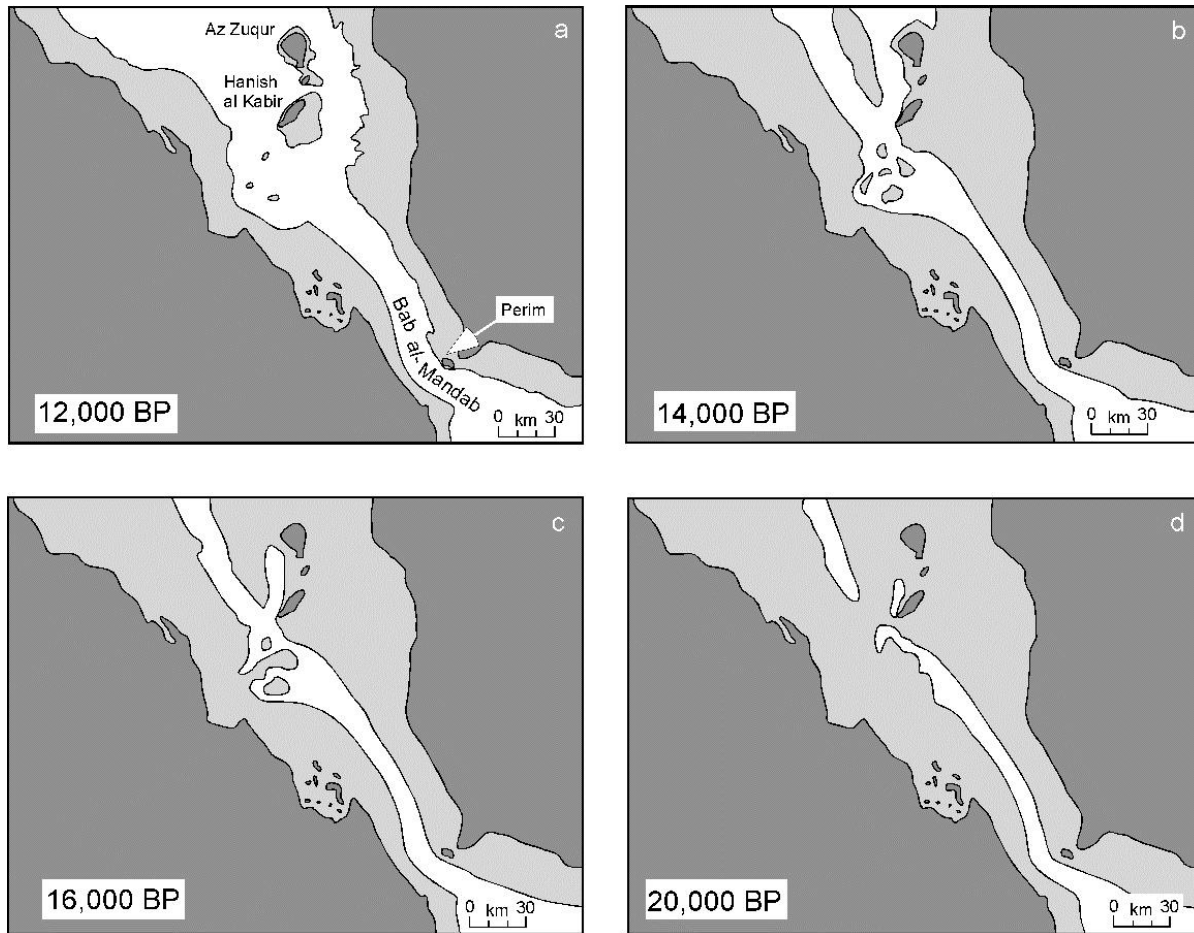 a
Az Zuqur
Hanish
al Kabir
Perim
Bab al-Mandab
12,000 BP
0 km 30
b
14,000 BP
0 km 30
c
16,000 BP
0 km 30
d
20,000 BP
0 km 30